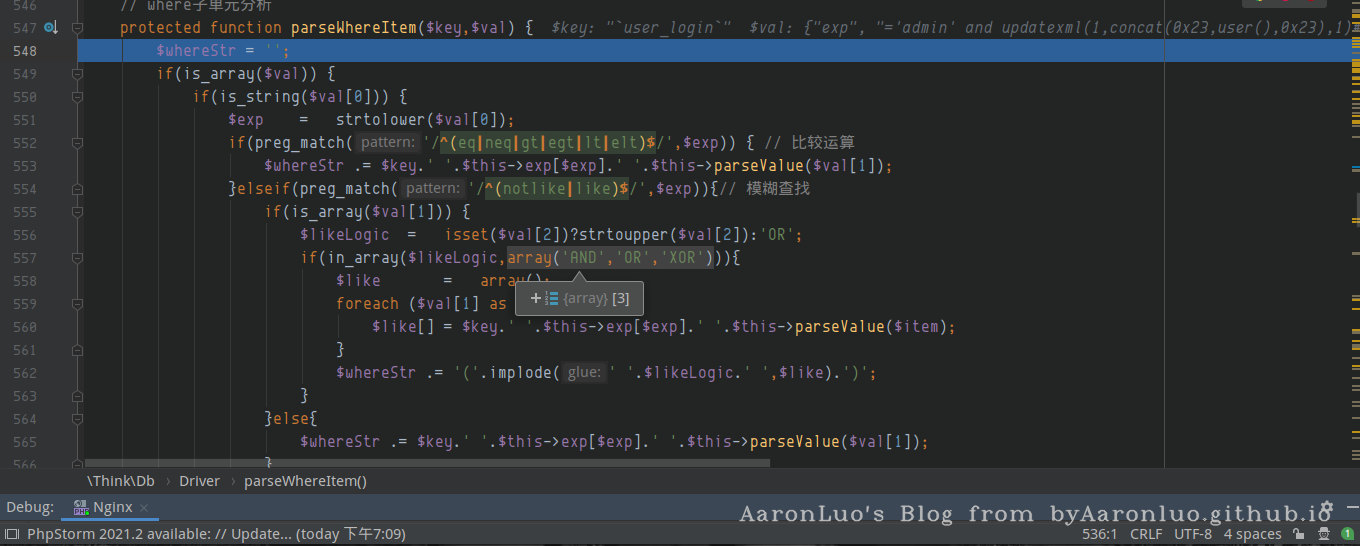 546 // where子单元分析
547 protected function parseWhereItem($key,$val) { $key: "`user_login`" $val: {"exp", "='admin' and updatexml(1,concat(0x23,user(),0x23),1)
548 $whereStr = '';
549 if(is_array($val)) {
550 if(is_string($val[0])) {
551 $exp = strtolower($val[0]);
552 if(preg_match( pattern: '/^(eq|neq|gt|egt|lt|elt)$/',$exp)) { // 比较运算
553 $whereStr .= $key.' '.$this->exp[$exp].' '.$this->parseValue($val[1]);
554 }elseif(preg_match( pattern: '/^(notlike|like)$/',$exp)){// 模糊查找
555 if(is_array($val[1])) {
556 $likeLogic = isset($val[2])?strtoupper($val[2]):'OR';
557 if(in_array($likeLogic,array('AND','OR','XOR'))){
558 $like = array();
+ {array} [3]
559 foreach ($val[1] as
560 $like[] = $key.' '.$this->exp[$exp].' '.$this->parseValue($item);
561 }
562 $whereStr .= '('.implode( glue: ' '.$likeLogic.' ',$like).')';
563 }
564 }else{
565 $whereStr .= $key.' '.$this->exp[$exp].' '.$this->parseValue($val[1]);
566 }
\Think\Db › Driver › parseWhereItem()
Debug: Nginx ×
AaronLuo's Blog from byAaronluo.github.io
PhpStorm 2021.2 available: // Update... (today 下午7:09) 536:1 CRLF UTF-8 4 spaces 1